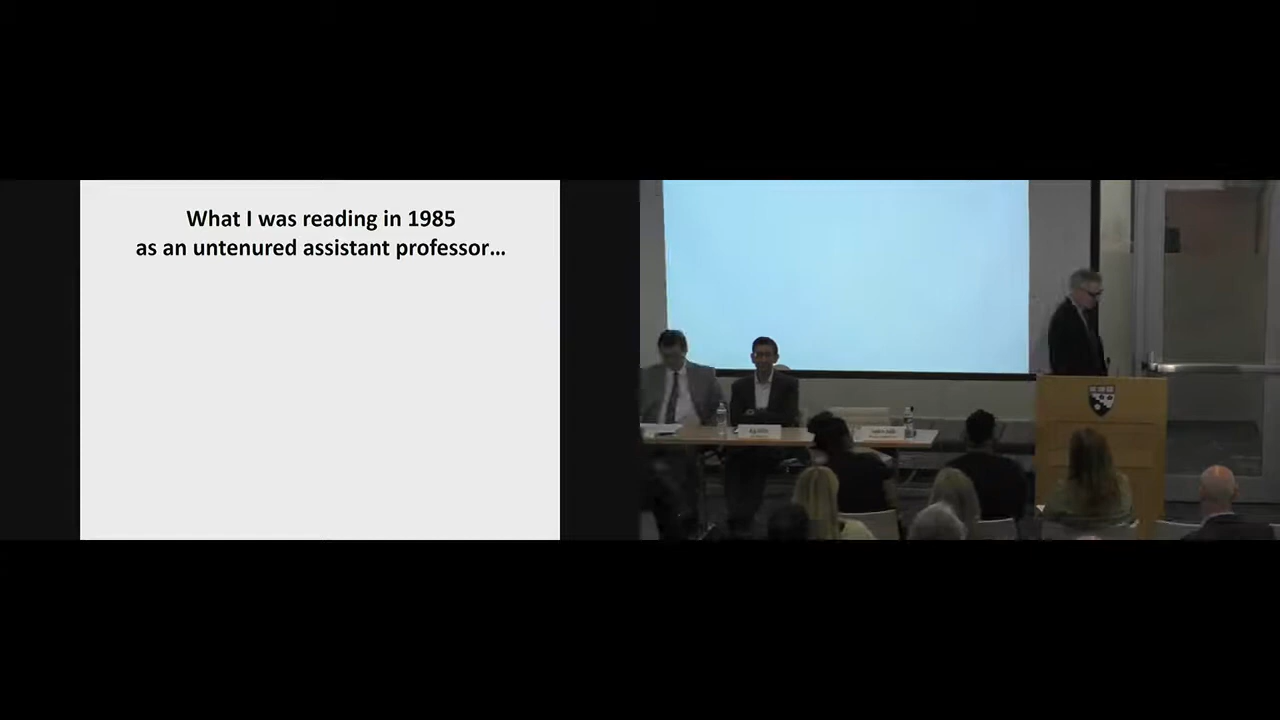 What I was reading in 1985
as an untenured assistant professor...